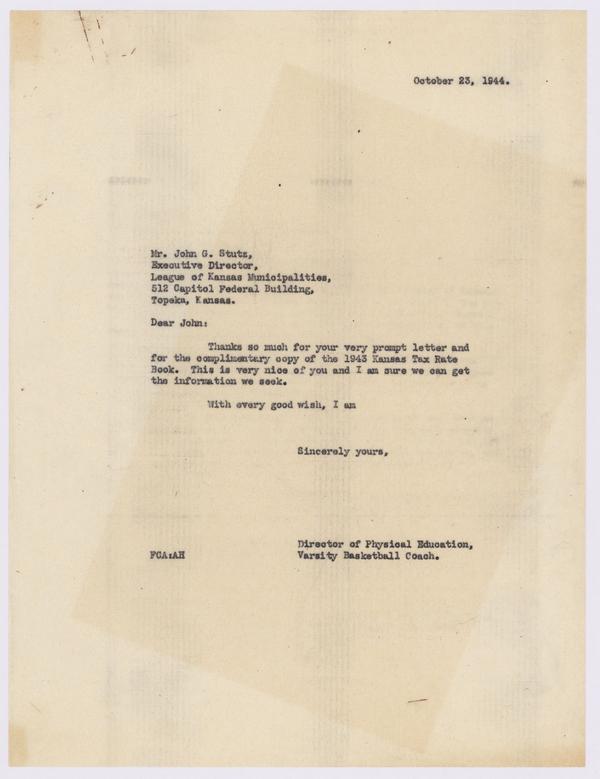 October 23, 1944.
Mr. John G. Stutz,
Executive Director,
League of Kansas Municipalities,
512 Capitol Federal Building,
Topeka, Kansas.
Dear John:
Thanks so much for your very prompt letter and
for the complimentary copy of the 1943 Kansas Tax Rate
Book. This is very nice of you and I am sure we can get
the information we seek.
With every good wish, I am
Sincerely yours,
Director of Physical Education,
FCA:AH Varsity Basketball Coach.